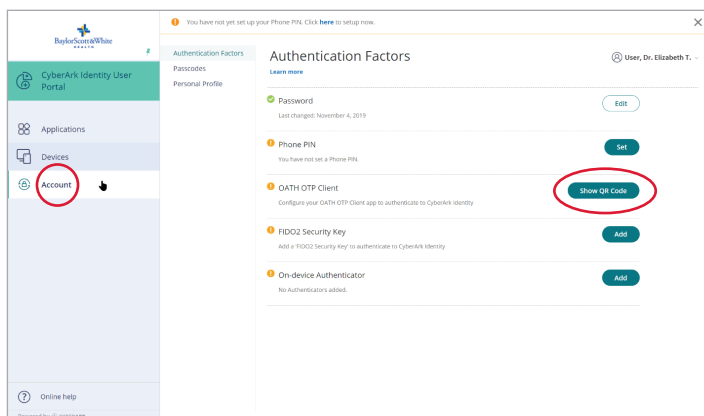 You have not yet set up your Phone PIN. Click here to setup now.
BaylorScott&White
HEALTH
CyberArk Identity User
Portal
Applications
Devices
Account
Online help
Authentication Factors
Passcodes
Personal Profile
Authentication Factors
Learn more
User, Dr. Elizabeth T.
Password
Last changed: November 4, 2019
Edit
Phone PIN
You have not set a Phone PIN.
Set
OATH OTP Client
Configure your OATH OTP Client app to authenticate to CyberArk Identity
Show QR Code
FIDO2 Security Key
Add a 'FIDO2 Security Key' to authenticate to CyberArk Identity.
Add
On-device Authenticator
No Authenticators added.
Add